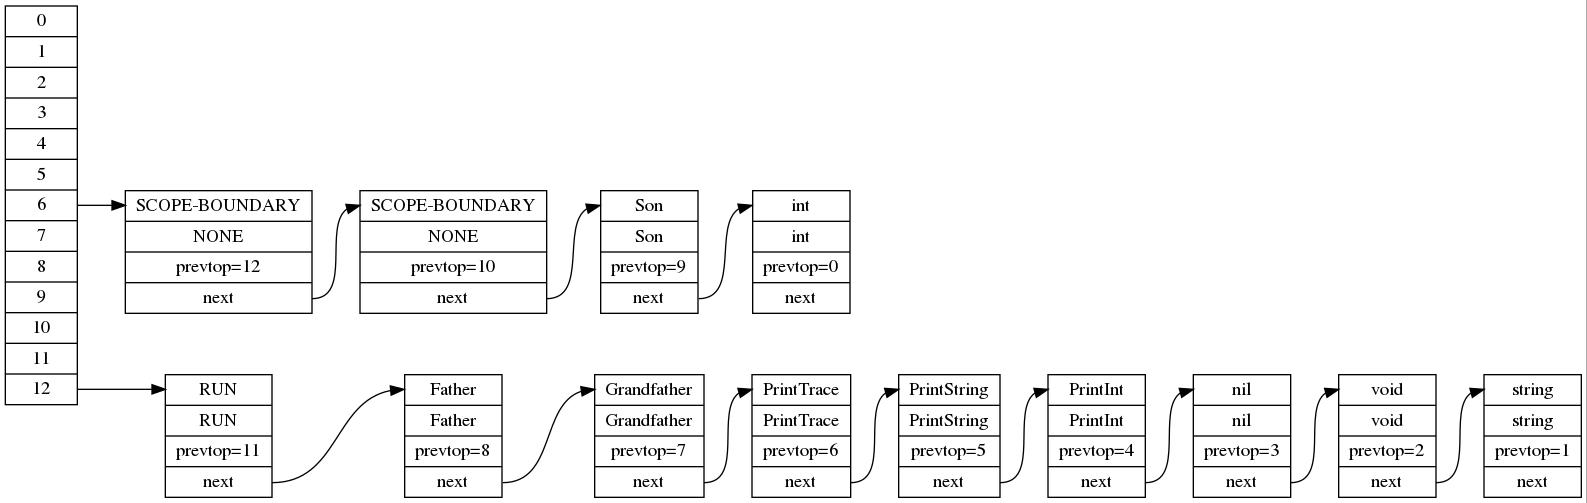 0
1
2
3
4
5
6
7
8
9
10
11
12
SCOPE-BOUNDARY
NONE
prevtop=12
next
SCOPE-BOUNDARY
NONE
prevtop=10
next
Son
Son
prevtop=9
next
int
int
prevtop=0
next
RUN
RUN
prevtop=11
next
Father
Father
prevtop=8
next
Grandfather
Grandfather
prevtop=7
next
PrintTrace
PrintTrace
prevtop=6
next
PrintString
PrintString
prevtop=5
next
PrintInt
PrintInt
prevtop=4
next
nil
nil
prevtop=3
next
void
void
prevtop=2
next
string
string
prevtop=1
next